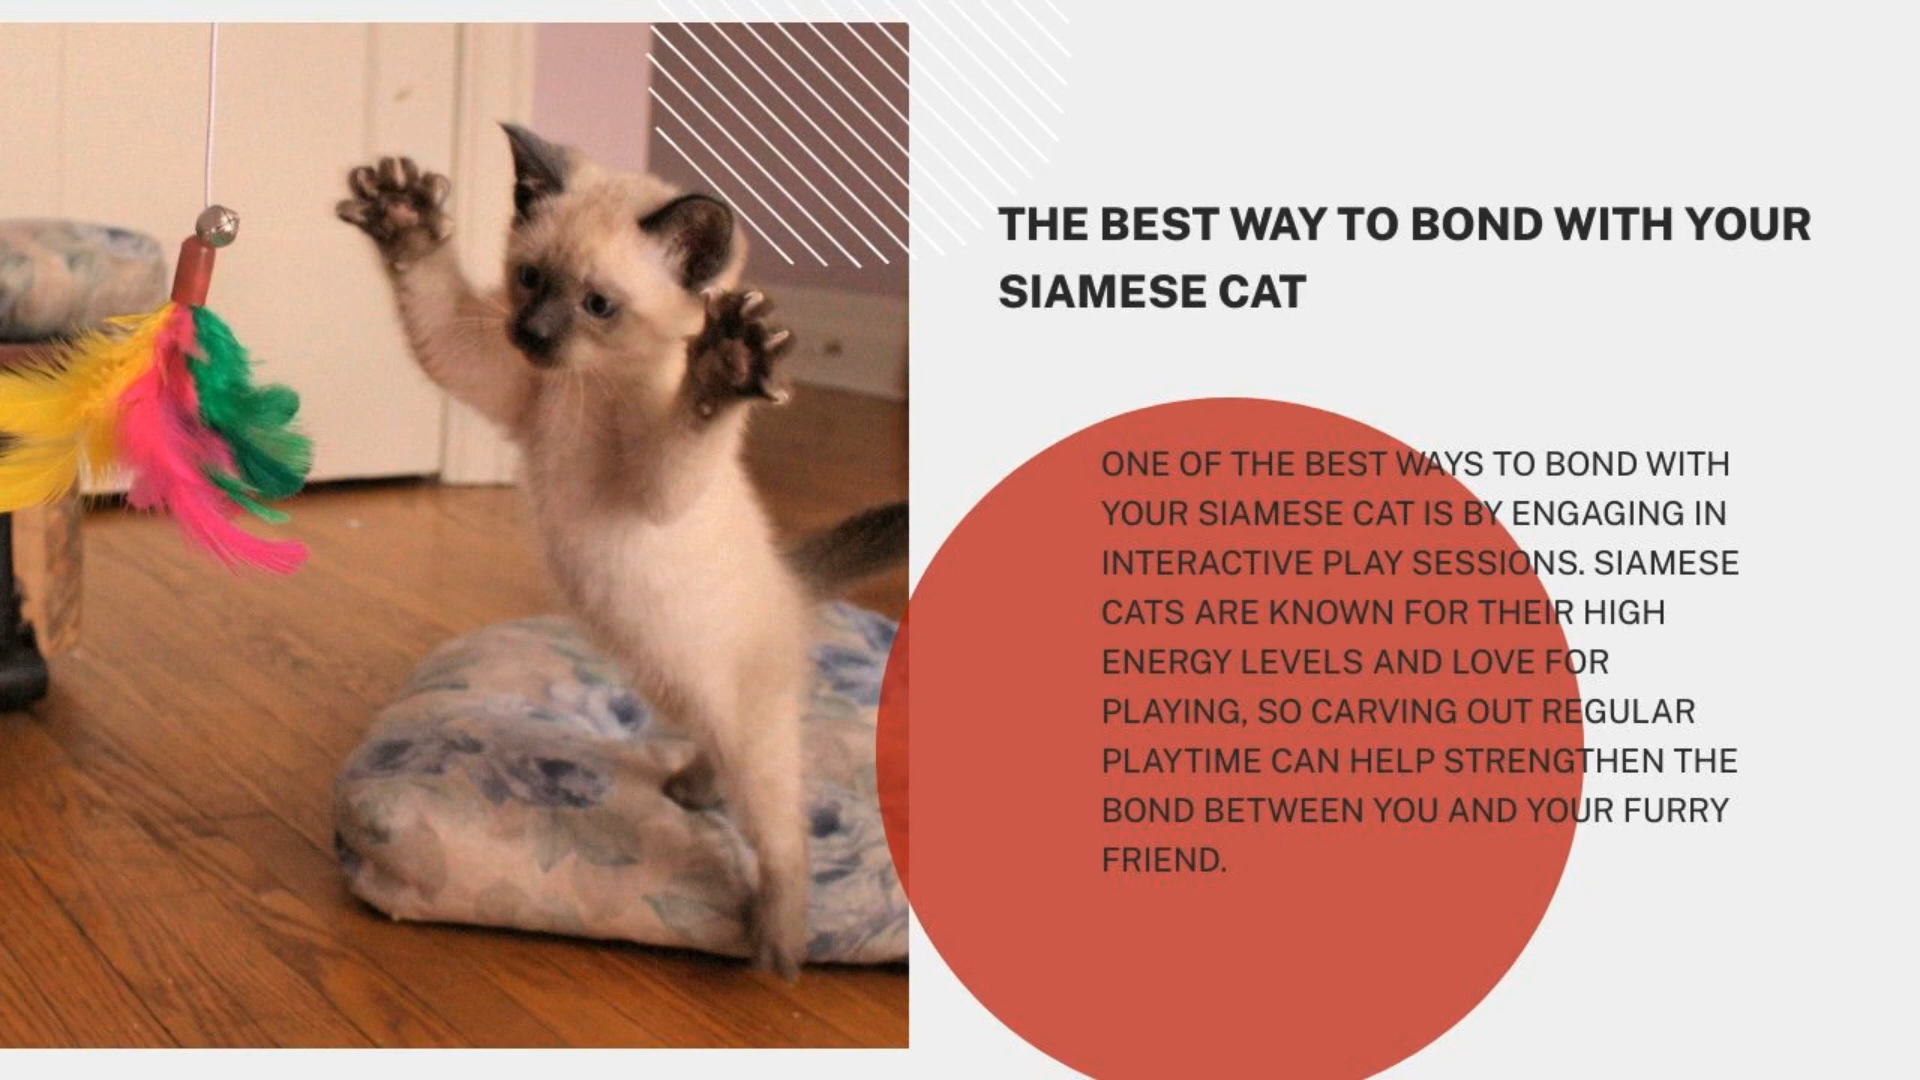 THE BEST WAY TO BOND WITH YOUR
SIAMESE CAT
ONE OF THE BEST WAYS TO BOND WITH
YOUR SIAMESE CAT IS BY ENGAGING IN
INTERACTIVE PLAY SESSIONS. SIAMESE
CATS ARE KNOWN FOR THEIR HIGH
ENERGY LEVELS AND LOVE FOR
PLAYING, SO CARVING OUT REGULAR
PLAYTIME CAN HELP STRENGTHEN THE
BOND BETWEEN YOU AND YOUR FURRY
FRIEND.